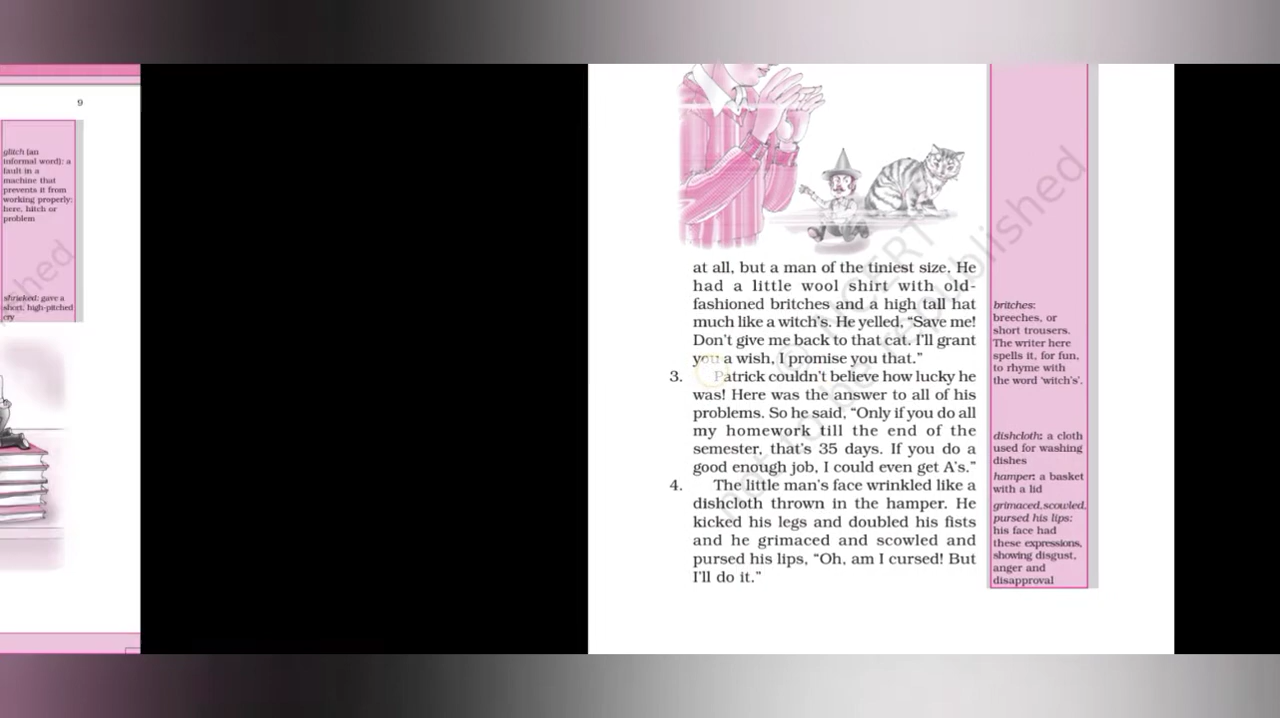 9
glitch (an
informal word): a
fault in a
machine that
prevents it from
working properly;
here, hitch or
problem
shrieked: gave a
short, high-pitched
cry
at all, but a man of the tiniest size. He
had a little wool shirt with old-
fashioned britches and a high tall hat
much like a witch's. He yelled, “Save me!
Don't give me back to that cat. I'll grant
you a wish, I promise you that.”
3. Patrick couldn't believe how lucky he
was! Here was the answer to all of his
problems. So he said, “Only if you do all
my homework till the end of the
semester, that's 35 days. If you do a
good enough job, I could even get A's.”
4. The little man's face wrinkled like a
dishcloth thrown in the hamper. He
kicked his legs and doubled his fists
and he grimaced and scowled and
pursed his lips, “Oh, am I cursed! But
I'll do it.”
britches:
breeches, or
short trousers.
The writer here
spells it, for fun,
to rhyme with
the word ‘witch's’.
dishcloth: a cloth
used for washing
dishes
hamper: a basket
with a lid
grimaced,scowled,
pursed his lips:
his face had
these expressions,
showing disgust,
anger and
disapproval
© NCERT
not to be republished